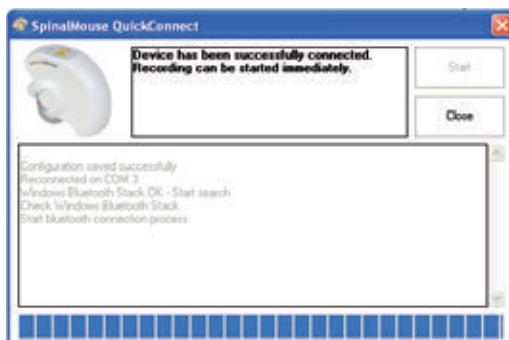 SpinalMouse QuickConnect
Device has been successfully connected.
Recording can be started immediately.
Start
Close
...
Configuration saved successfully
Reconnected on COM 3
Windows Bluetooth Stack OK - Start search
Check Windows Bluetooth Stack
Start bluetooth connection process